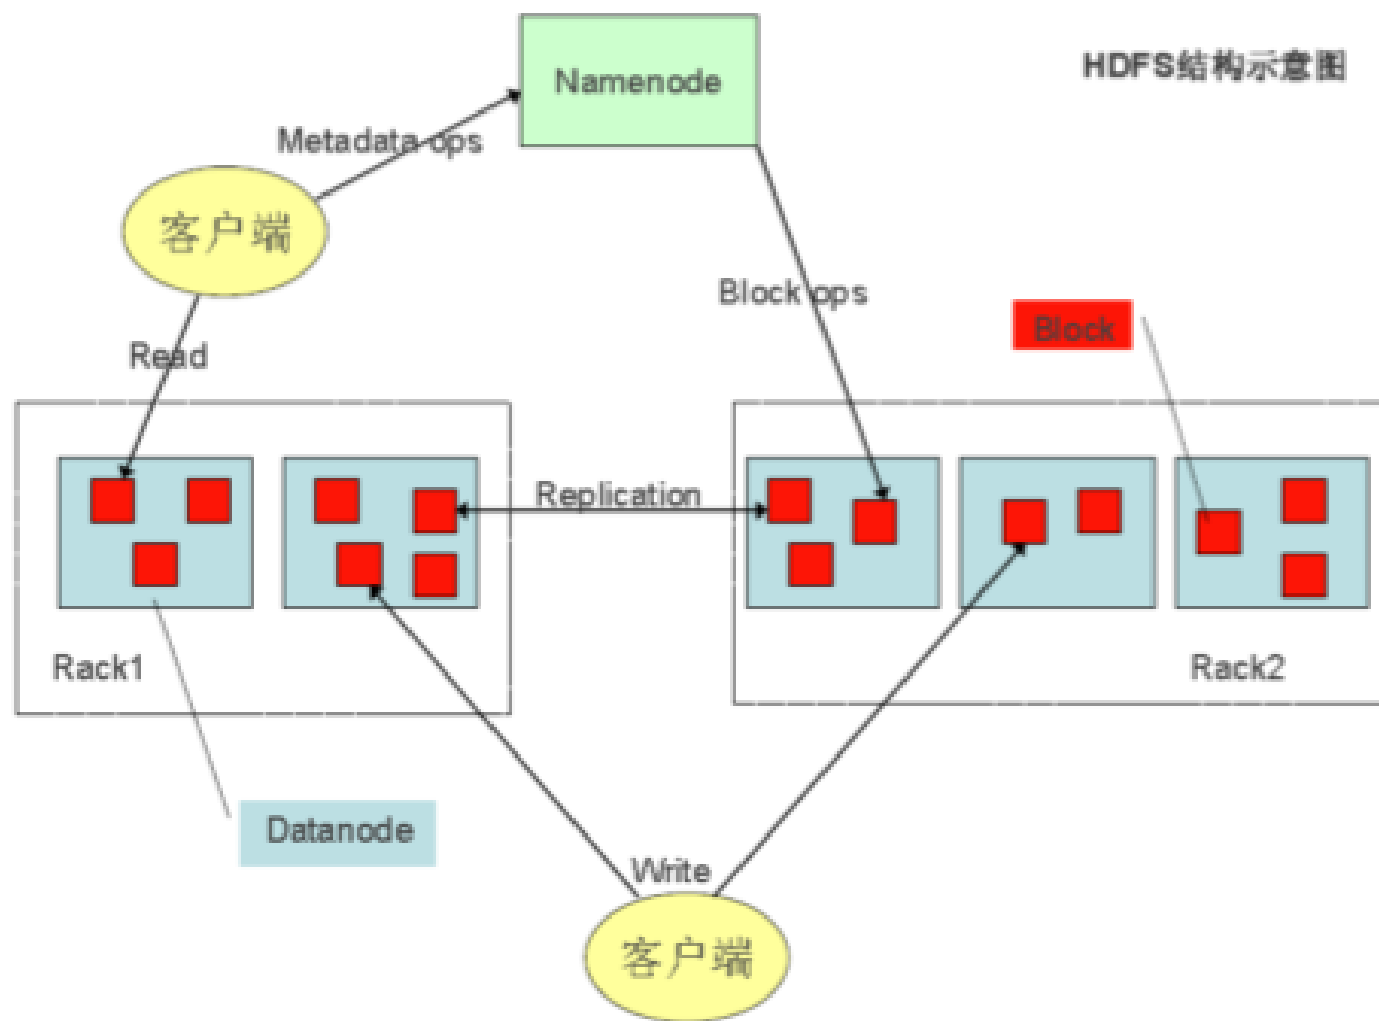 Namenode
HDFS结构示意图
Metadata ops
客户端
Block ops
Block
Read
Replication
Rack1
Rack2
Datanode
Write
客户端